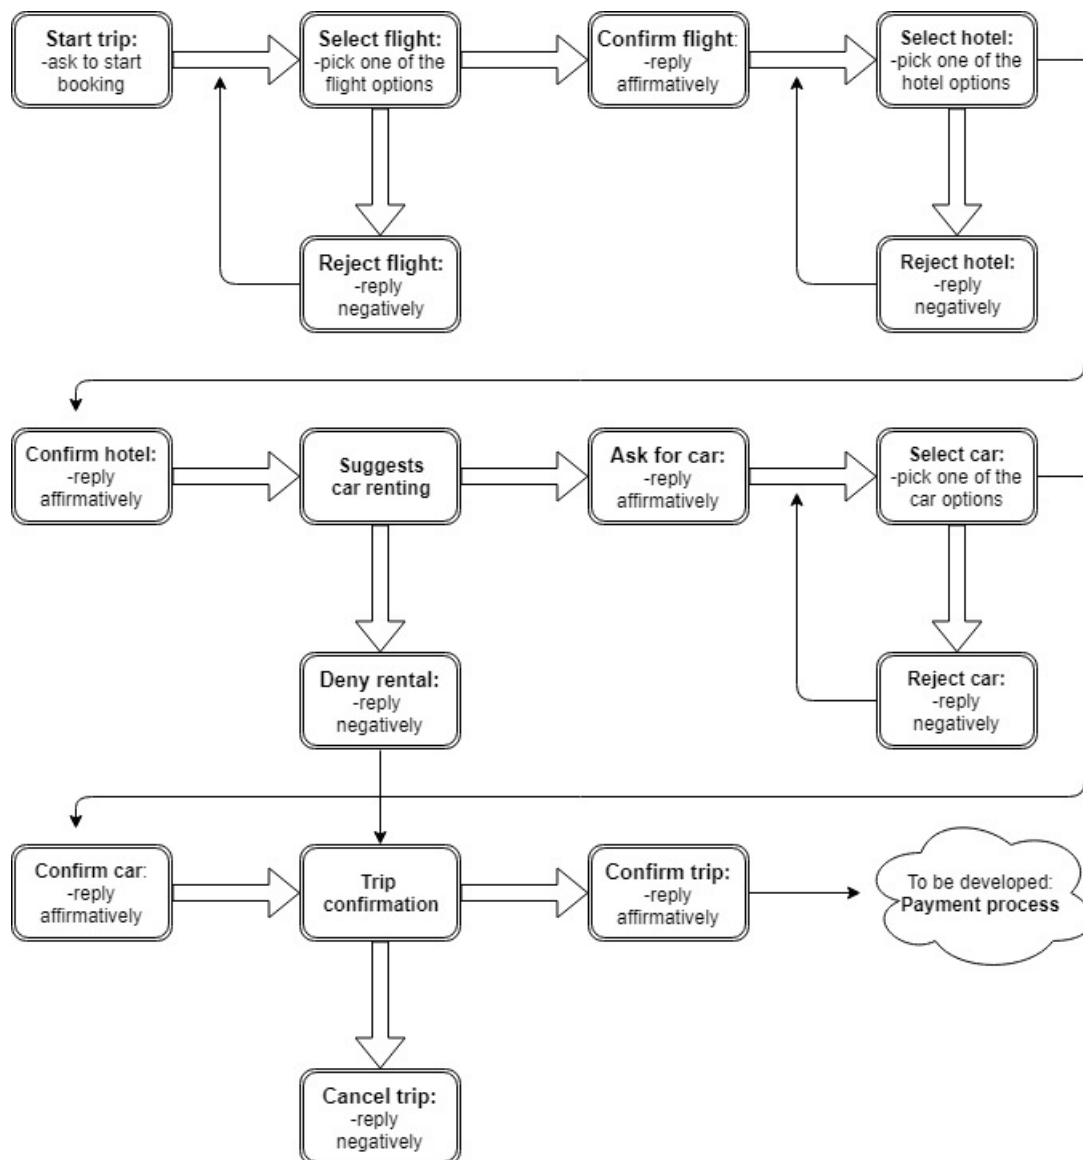 Start trip:
-ask to start
booking
Select flight:
-pick one of the
flight options
Confirm flight:
-reply
affirmatively
Select hotel:
-pick one of the
hotel options
Reject flight:
-reply
negatively
Reject hotel:
-reply
negatively
Confirm hotel:
-reply
affirmatively
Suggests
car renting
Ask for car:
-reply
affirmatively
Select car:
-pick one of the
car options
Deny rental:
-reply
negatively
Reject car:
-reply
negatively
Confirm car:
-reply
affirmatively
Trip
confirmation
Confirm trip:
-reply
affirmatively
To be developed:
Payment process
Cancel trip:
-reply
negatively